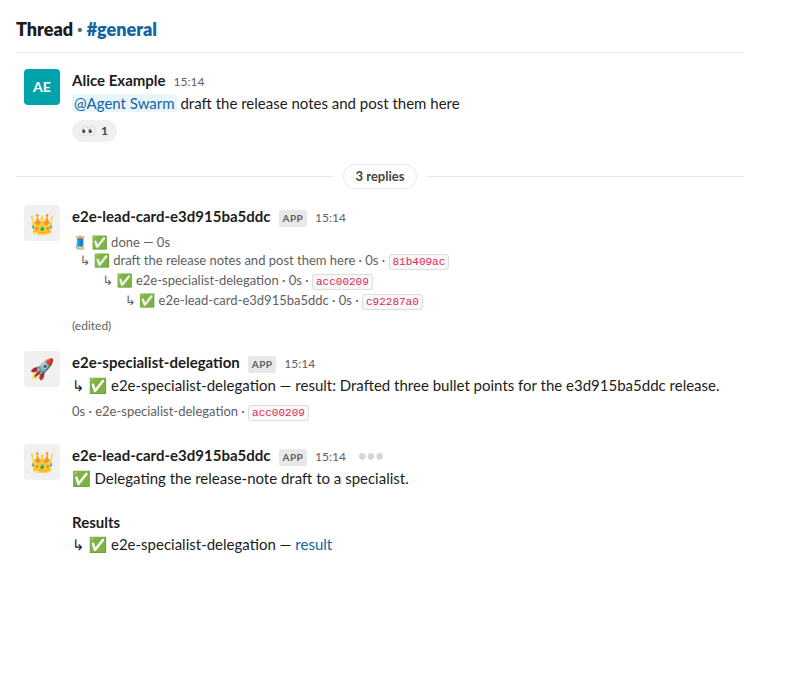 Thread • #general
AE
Alice Example 15:14
@Agent Swarm draft the release notes and post them here
👀 1
3 replies
e2e-lead-card-e3d915ba5ddc APP 15:14
🧵 ✅ done — 0s
↳ ✅ draft the release notes and post them here · 0s · 81b409ac
↳ ✅ e2e-specialist-delegation · 0s · acc00209
↳ ✅ e2e-lead-card-e3d915ba5ddc · 0s · c92287a0
(edited)
e2e-specialist-delegation APP 15:14
↳ ✅ e2e-specialist-delegation — result: Drafted three bullet points for the e3d915ba5ddc release.
0s · e2e-specialist-delegation · acc00209
e2e-lead-card-e3d915ba5ddc APP 15:14
✅ Delegating the release-note draft to a specialist.
Results
↳ ✅ e2e-specialist-delegation — result